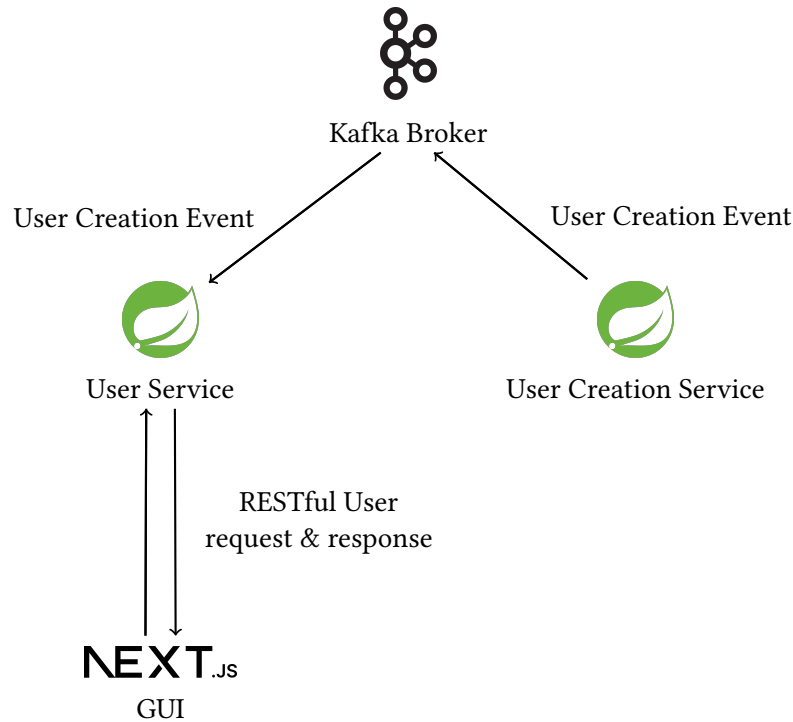 Kafka Broker
User Creation Event
User Creation Event
User Service
User Creation Service
RESTful User
request & response
NEXT.JS
GUI